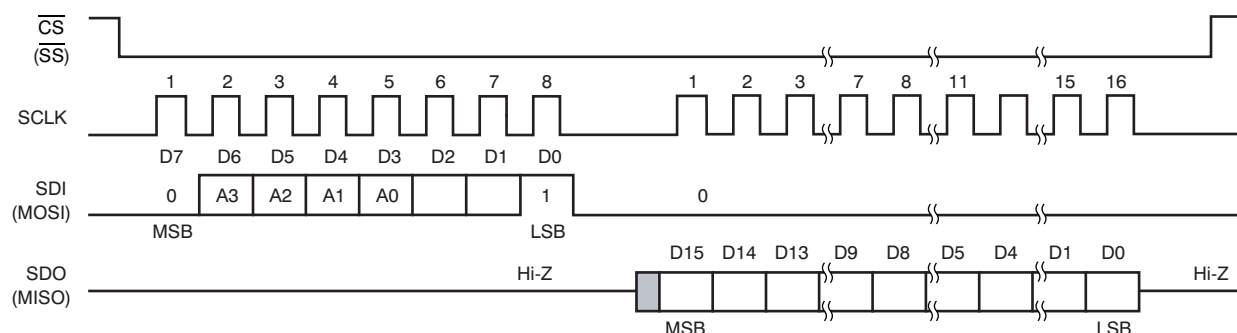 CS
(SS)
1 2 3 4 5 6 7 8 1 2 3 7 8 11 15 16
SCLK
D7 D6 D5 D4 D3 D2 D1 D0
SDI
(MOSI)
0 A3 A2 A1 A0 1 0
MSB LSB
D15 D14 D13 D9 D8 D5 D4 D1 D0
SDO
(MISO)
Hi-Z Hi-Z
MSB LSB